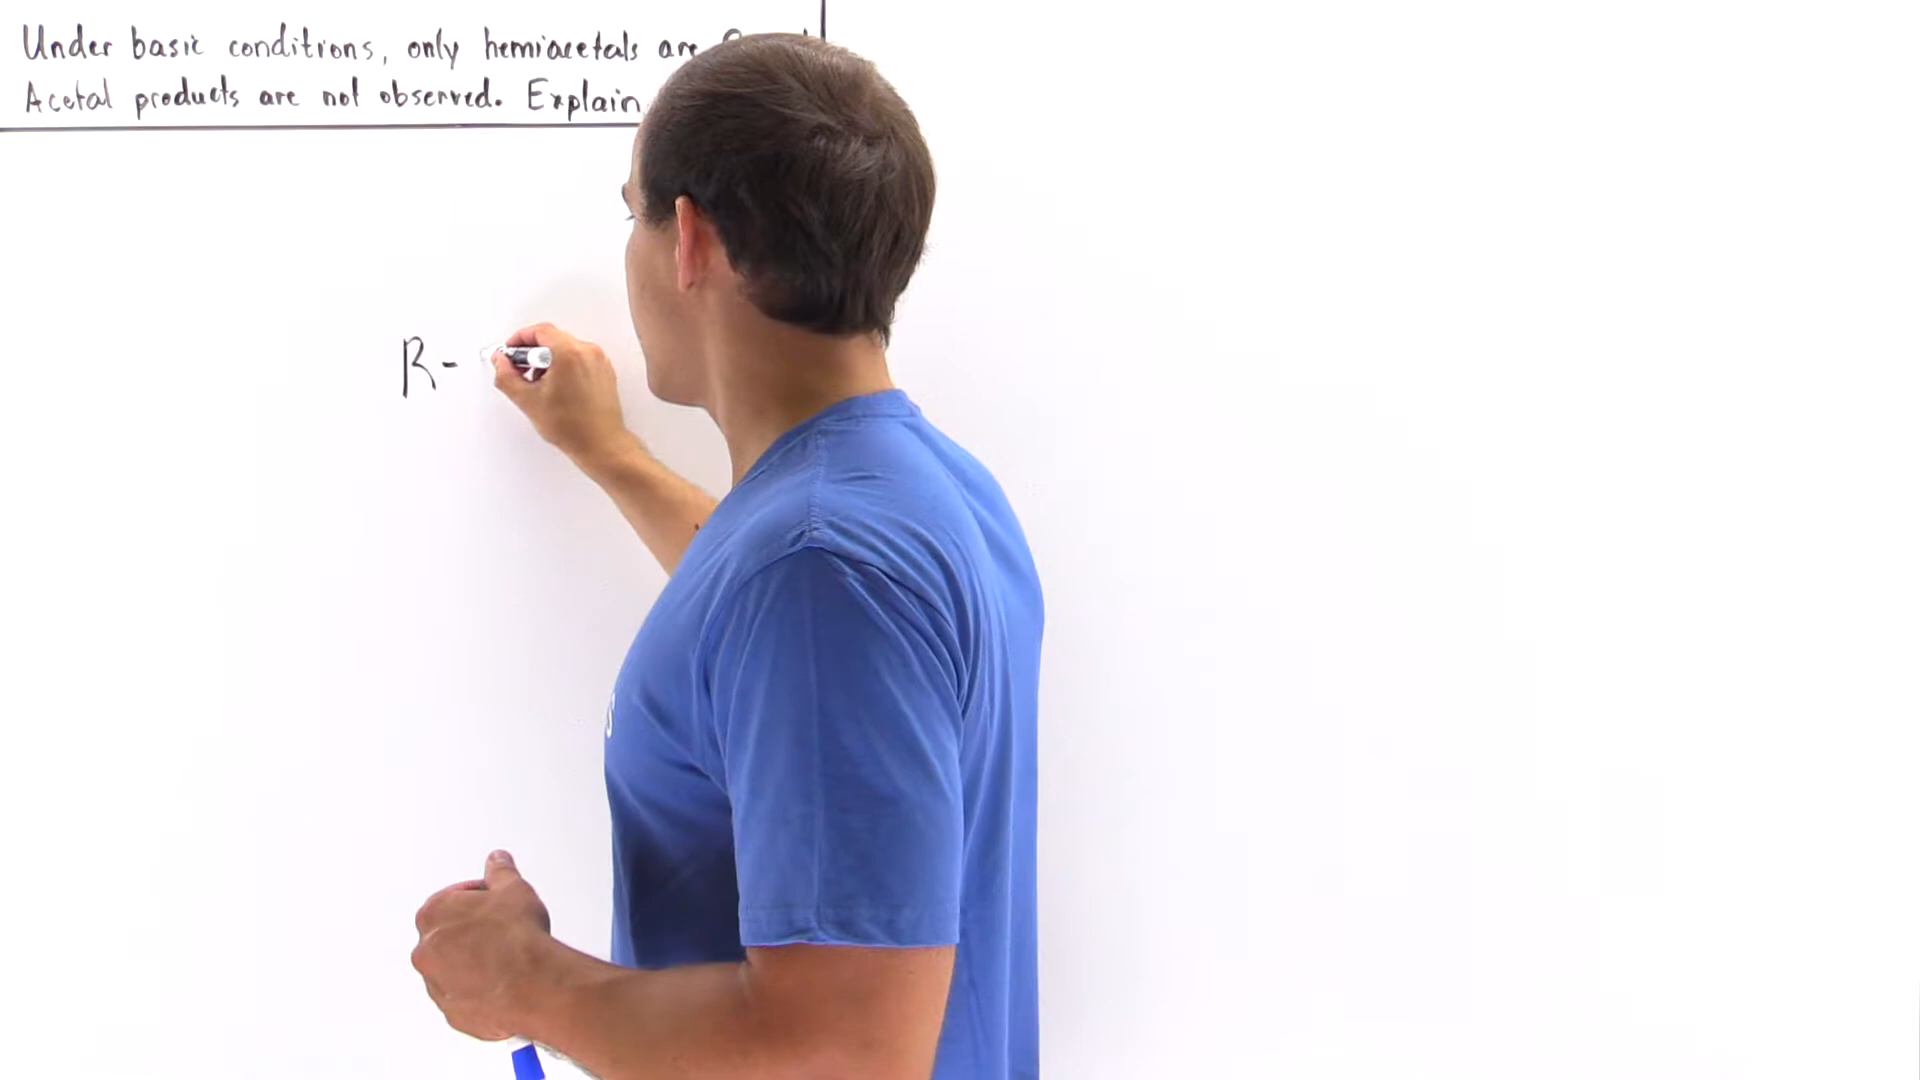 Under basic conditions, only hemiacetals are
Acetal products are not observed. Explain
R-